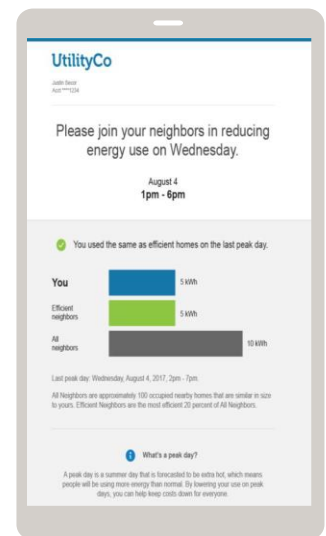 UtilityCo
Acct ****1234
Please join your neighbors in reducing
energy use on Wednesday.
August 4
1pm - 6pm
You used the same as efficient homes on the last peak day.
You
5 kWh
Efficient
neighbors
5 kWh
All
neighbors
10 kWh
Last peak day: Wednesday, August 4, 2017, 2pm - 7pm.
All Neighbors are approximately 100 occupied nearby homes that are similar in size
to yours. Efficient Neighbors are the most efficient 20 percent of All Neighbors.
What's a peak day?
A peak day is a summer day that is forecasted to be extra hot, which means
people will be using more energy than normal. By lowering your use on peak
days, you can help keep costs down for everyone.